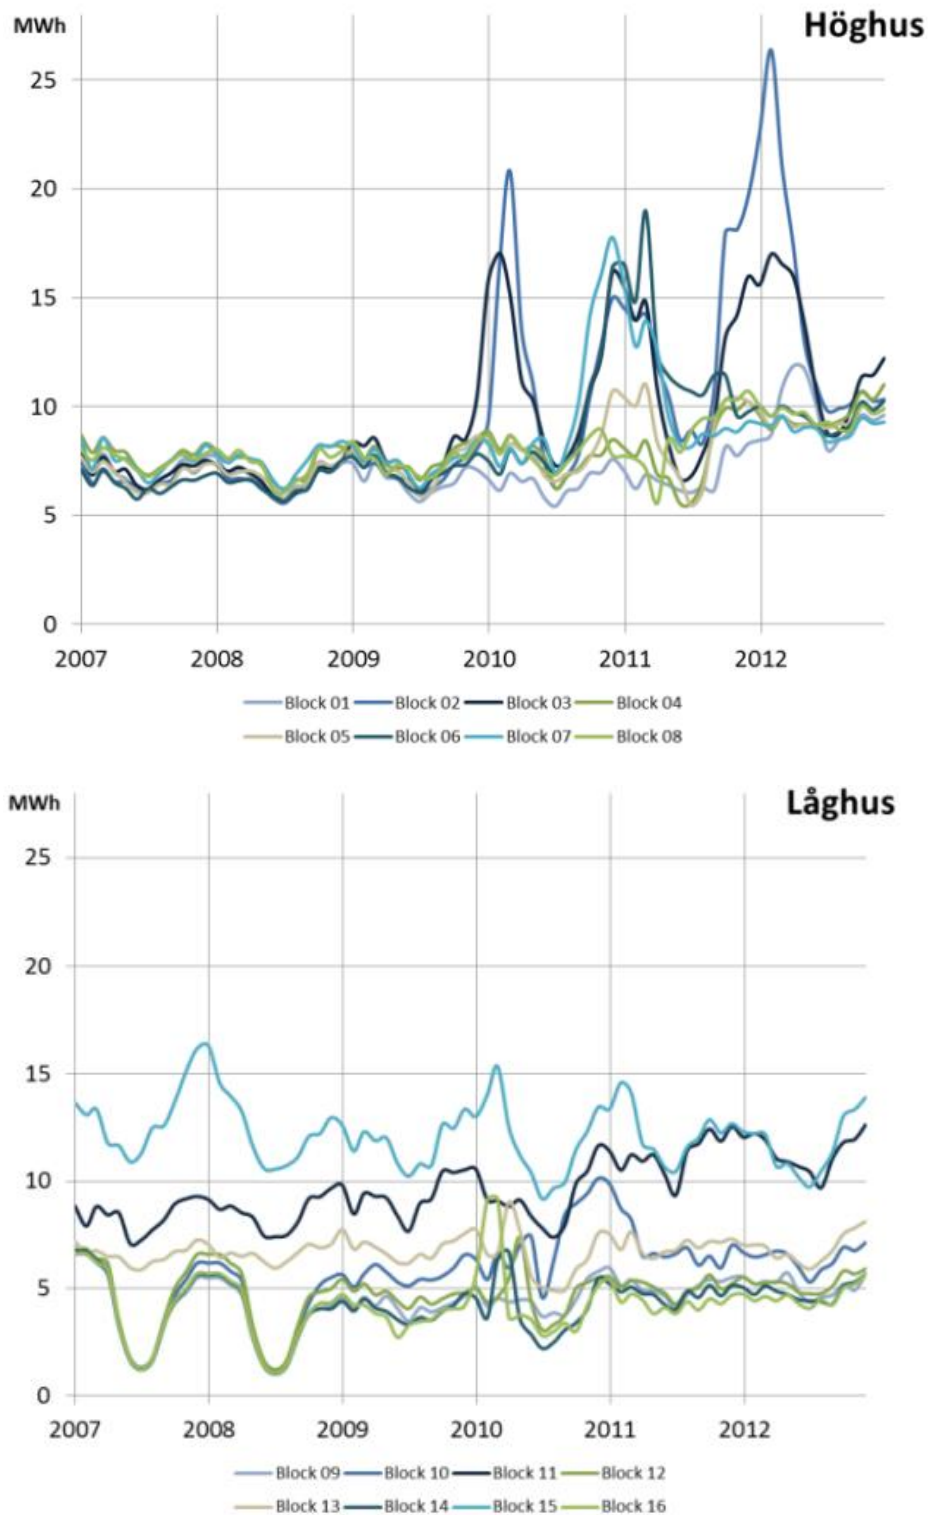 MWh Höghus
25
20
15
10
5
0
2007 2008 2009 2010 2011 2012
Block 01 Block 02 Block 03 Block 04
Block 05 Block 06 Block 07 Block 08
MWh Låghus
25
20
15
10
5
0
2007 2008 2009 2010 2011 2012
Block 09 Block 10 Block 11 Block 12
Block 13 Block 14 Block 15 Block 16